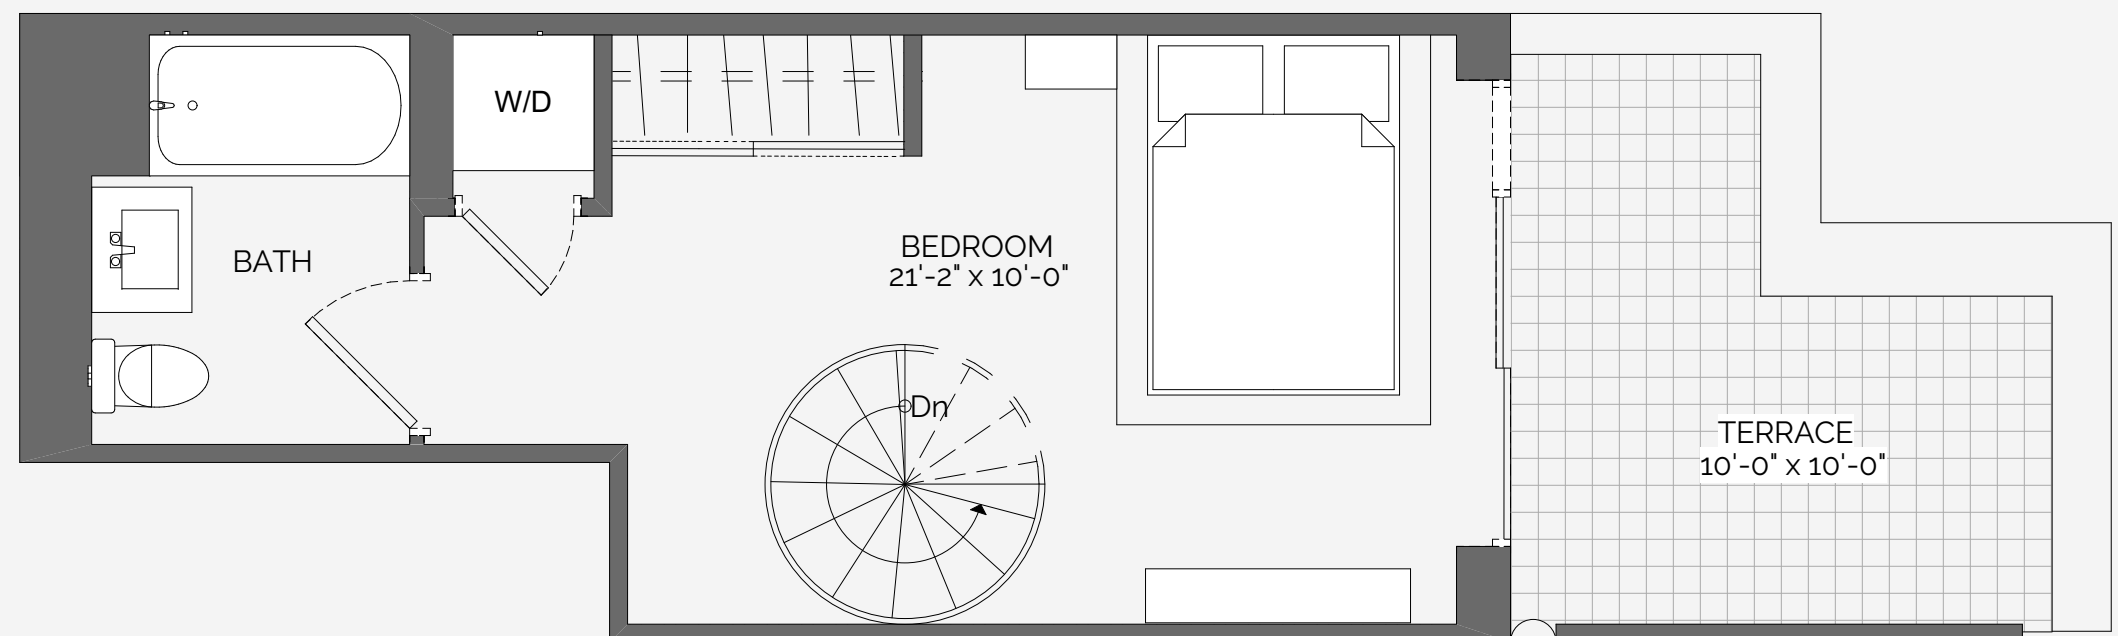 W/D
BATH
BEDROOM
21'-2" x 10'-0"
Dn
TERRACE
10'-0" x 10'-0"